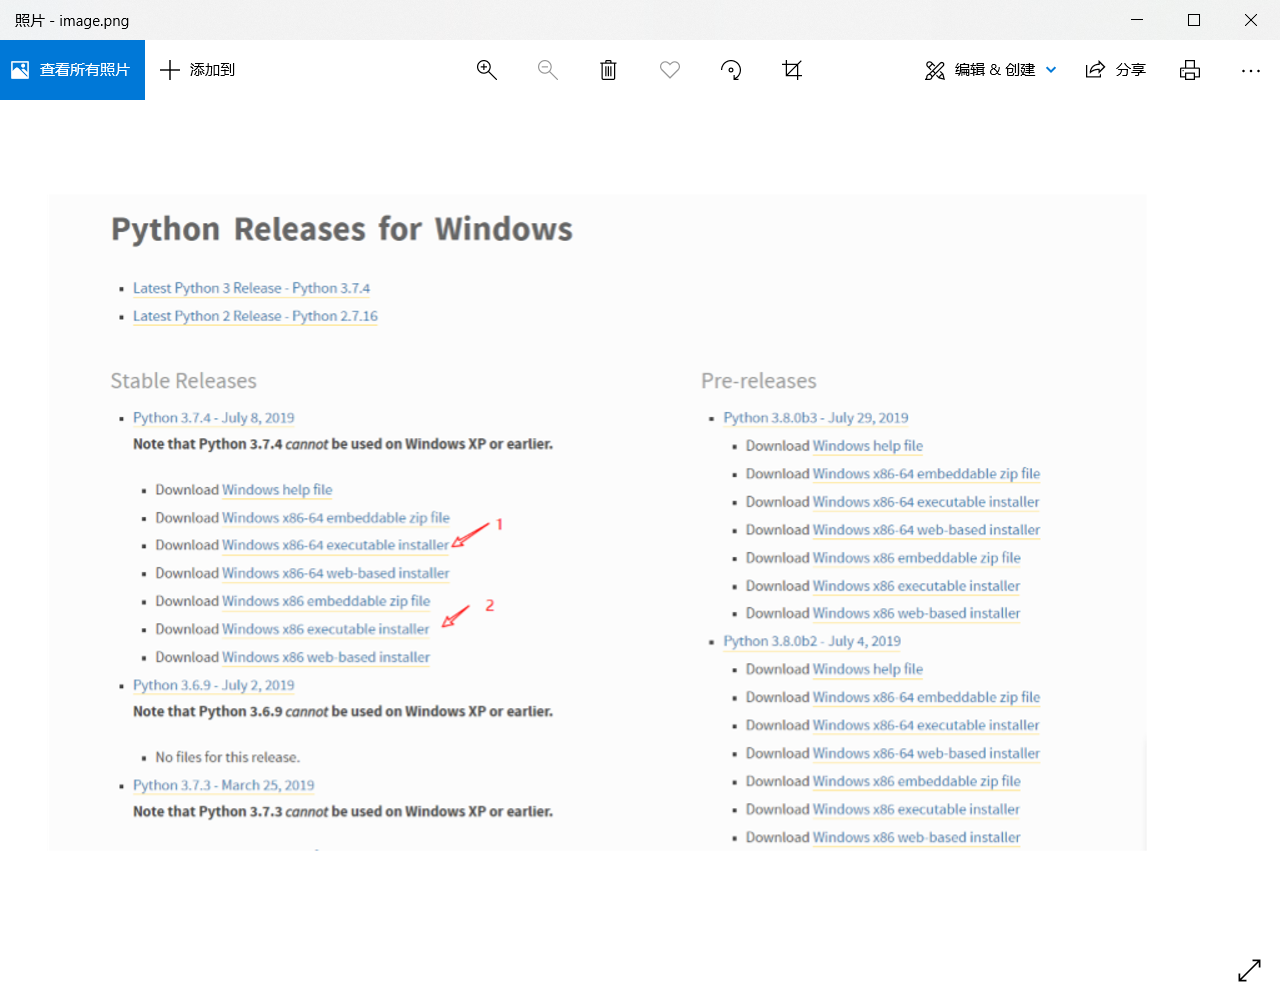 照片 - image.png
查看所有照片
添加到
编辑 & 创建
分享
Python Releases for Windows
Latest Python 3 Release - Python 3.7.4
Latest Python 2 Release - Python 2.7.16
Stable Releases
Python 3.7.4 - July 8, 2019
Note that Python 3.7.4 cannot be used on Windows XP or earlier.
Download Windows help file
Download Windows x86-64 embeddable zip file
Download Windows x86-64 executable installer
1
Download Windows x86-64 web-based installer
Download Windows x86 embeddable zip file
2
Download Windows x86 executable installer
Download Windows x86 web-based installer
Python 3.6.9 - July 2, 2019
Note that Python 3.6.9 cannot be used on Windows XP or earlier.
No files for this release.
Python 3.7.3 - March 25, 2019
Note that Python 3.7.3 cannot be used on Windows XP or earlier.
Pre-releases
Python 3.8.0b3 - July 29, 2019
Download Windows help file
Download Windows x86-64 embeddable zip file
Download Windows x86-64 executable installer
Download Windows x86-64 web-based installer
Download Windows x86 embeddable zip file
Download Windows x86 executable installer
Download Windows x86 web-based installer
Python 3.8.0b2 - July 4, 2019
Download Windows help file
Download Windows x86-64 embeddable zip file
Download Windows x86-64 executable installer
Download Windows x86-64 web-based installer
Download Windows x86 embeddable zip file
Download Windows x86 executable installer
Download Windows x86 web-based installer